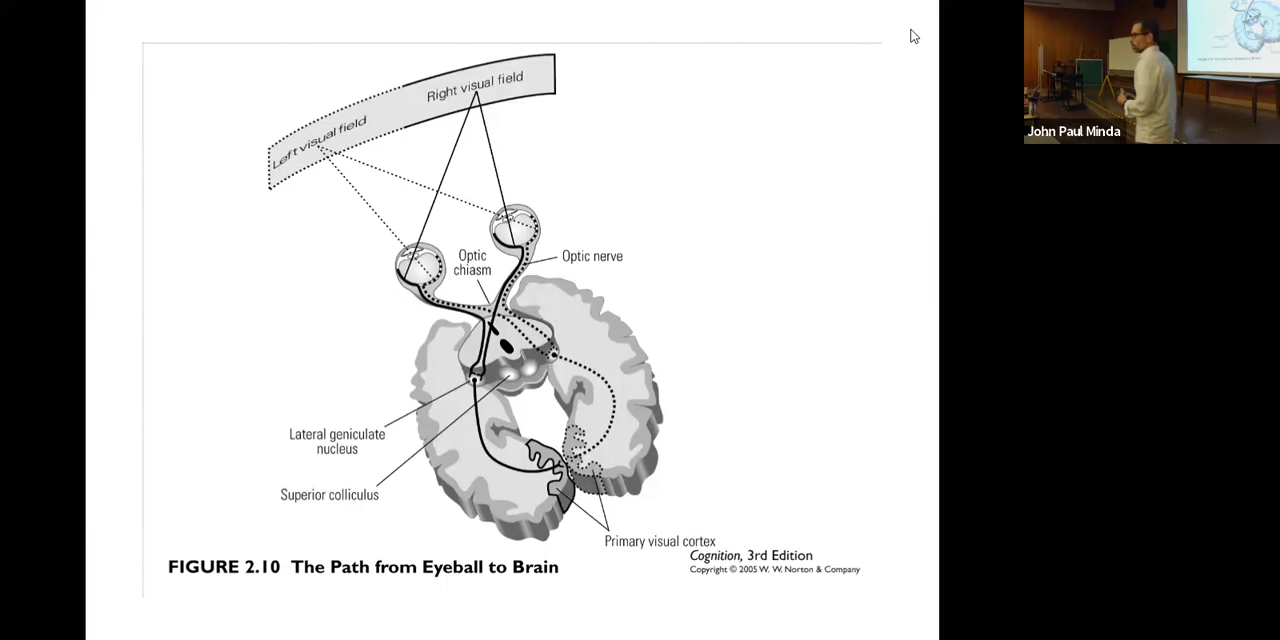 Right visual field
Left visual field
Optic
chiasm
Optic nerve
Lateral geniculate
nucleus
Superior colliculus
Primary visual cortex
Cognition, 3rd Edition
FIGURE 2.10 The Path from Eyeball to Brain
Copyright © 2005 W. W. Norton & Company
John Paul Minda